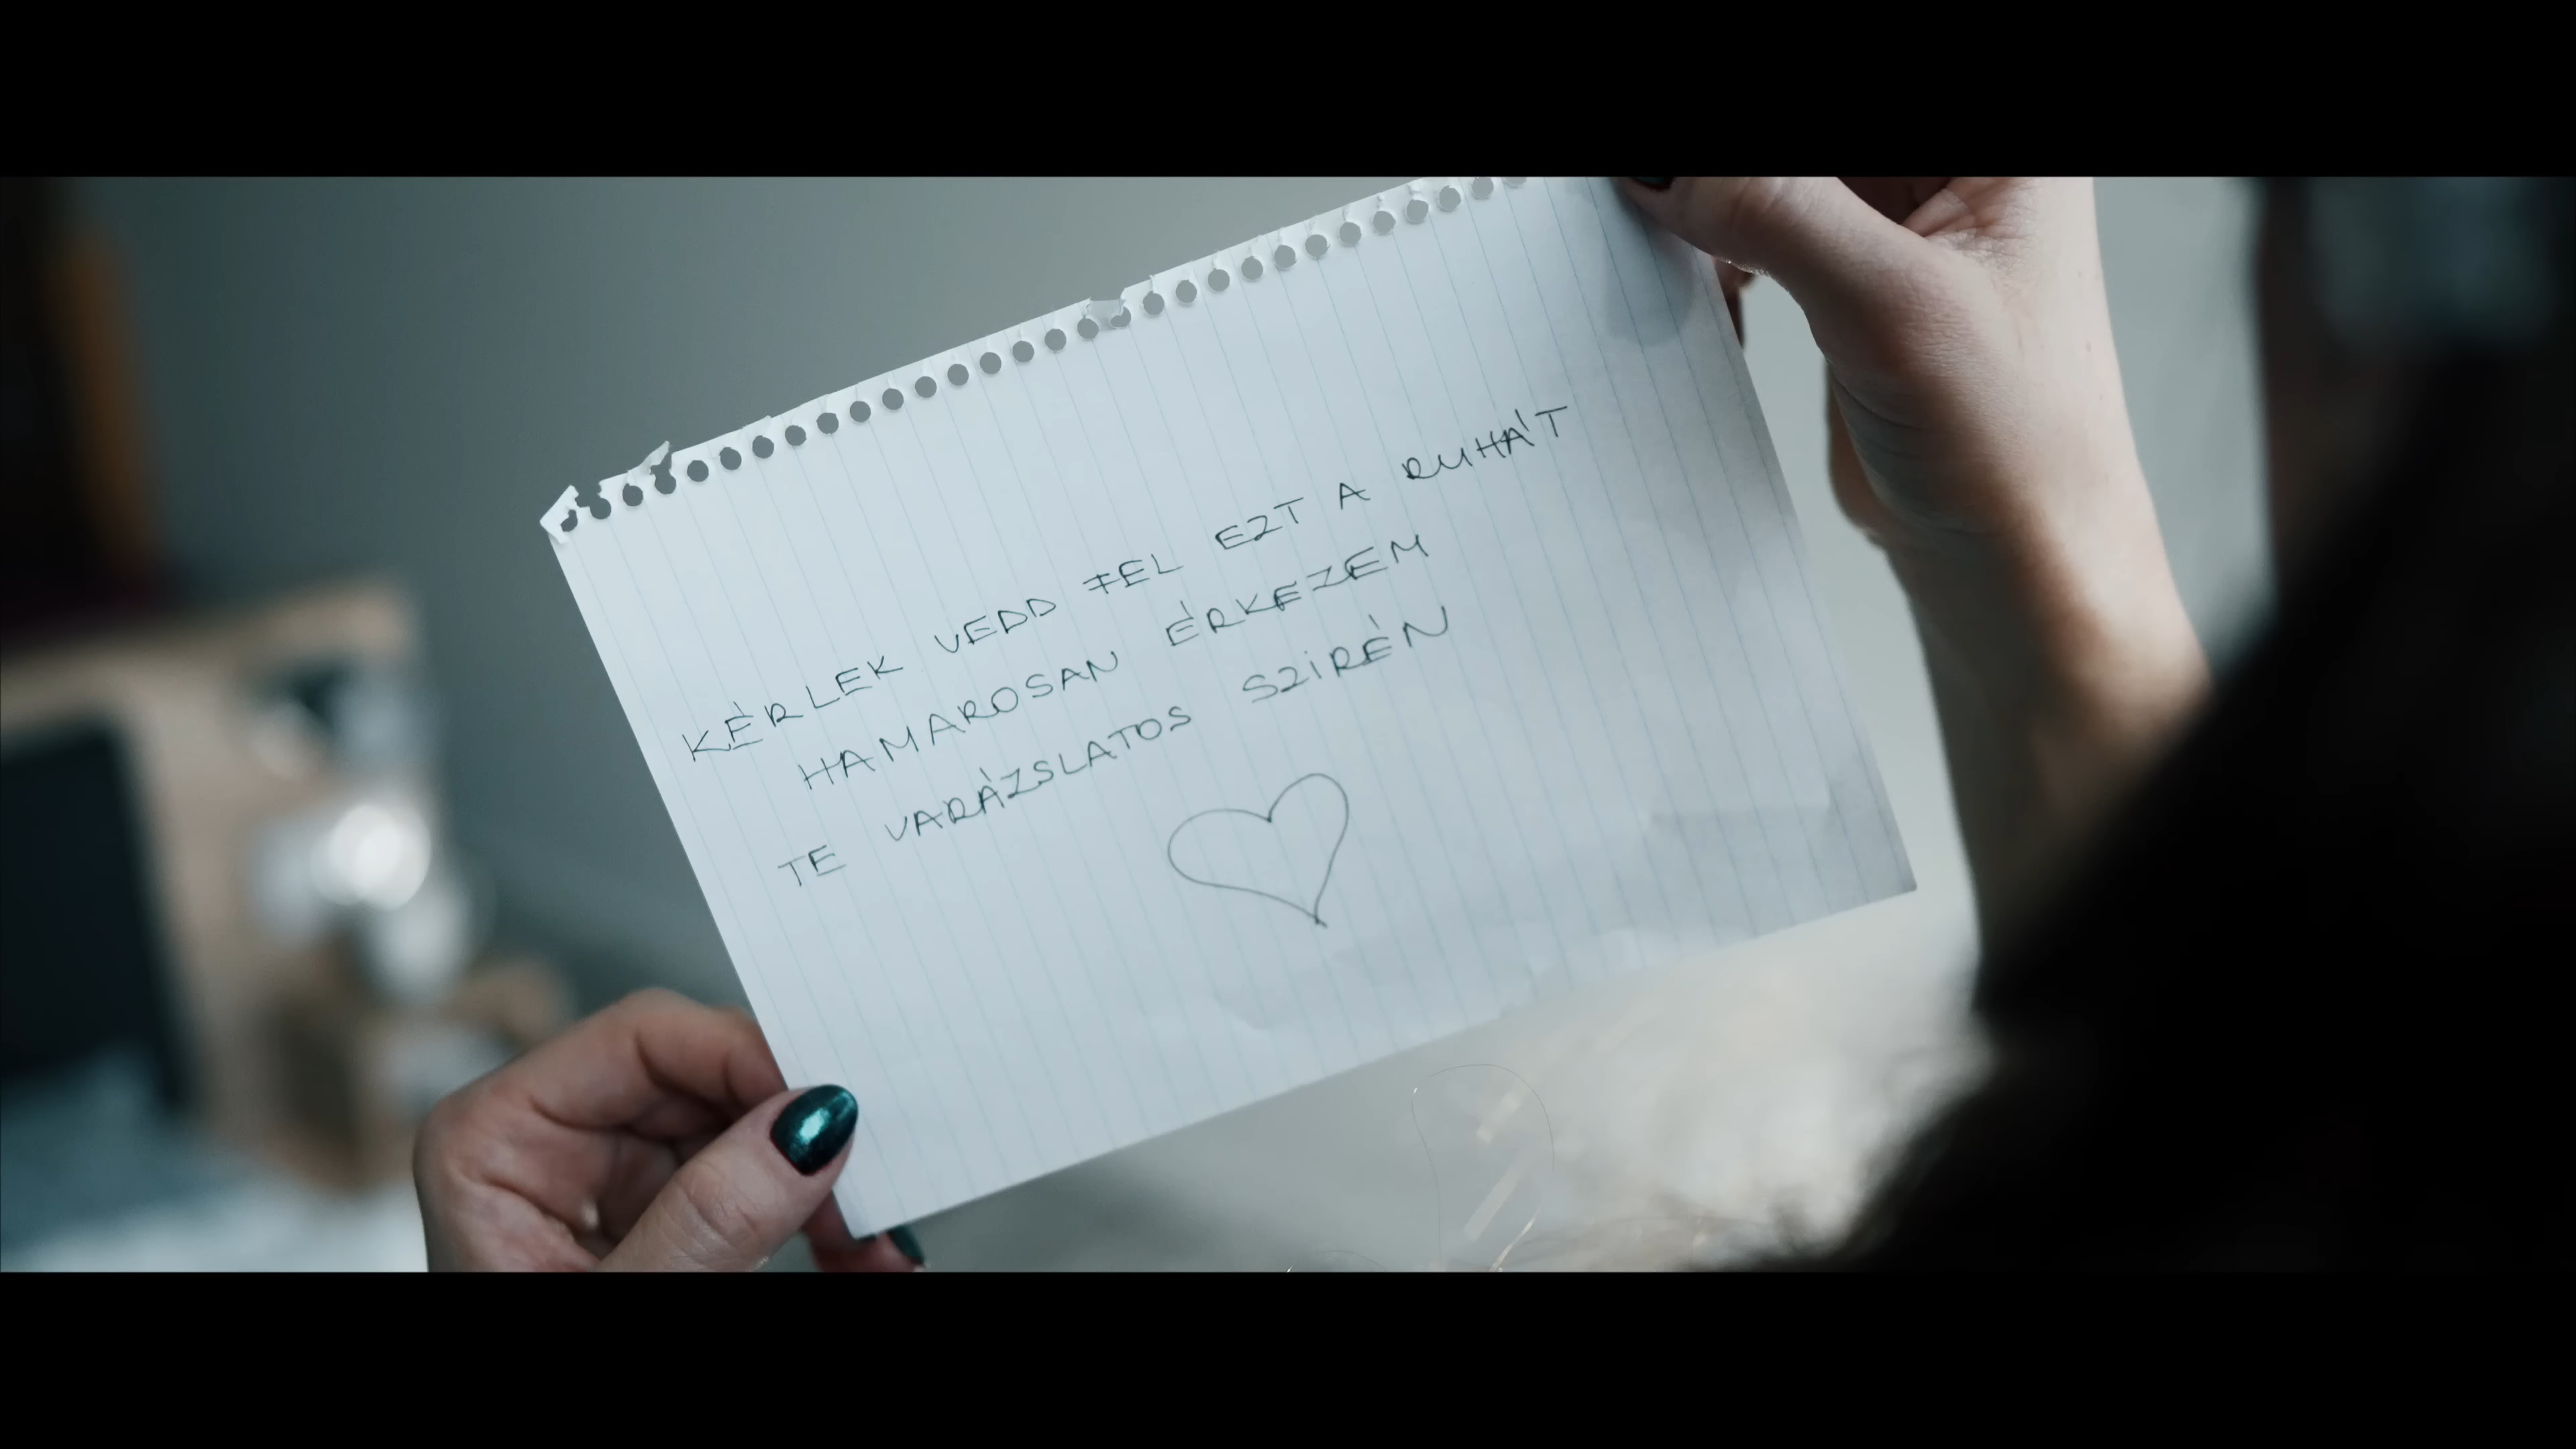 KÉRLEK VEDD FEL EZT A RUHÁT
HAMAROSAN ÉRKEZEM
TE VARÁZSLATOS SZIRÉN